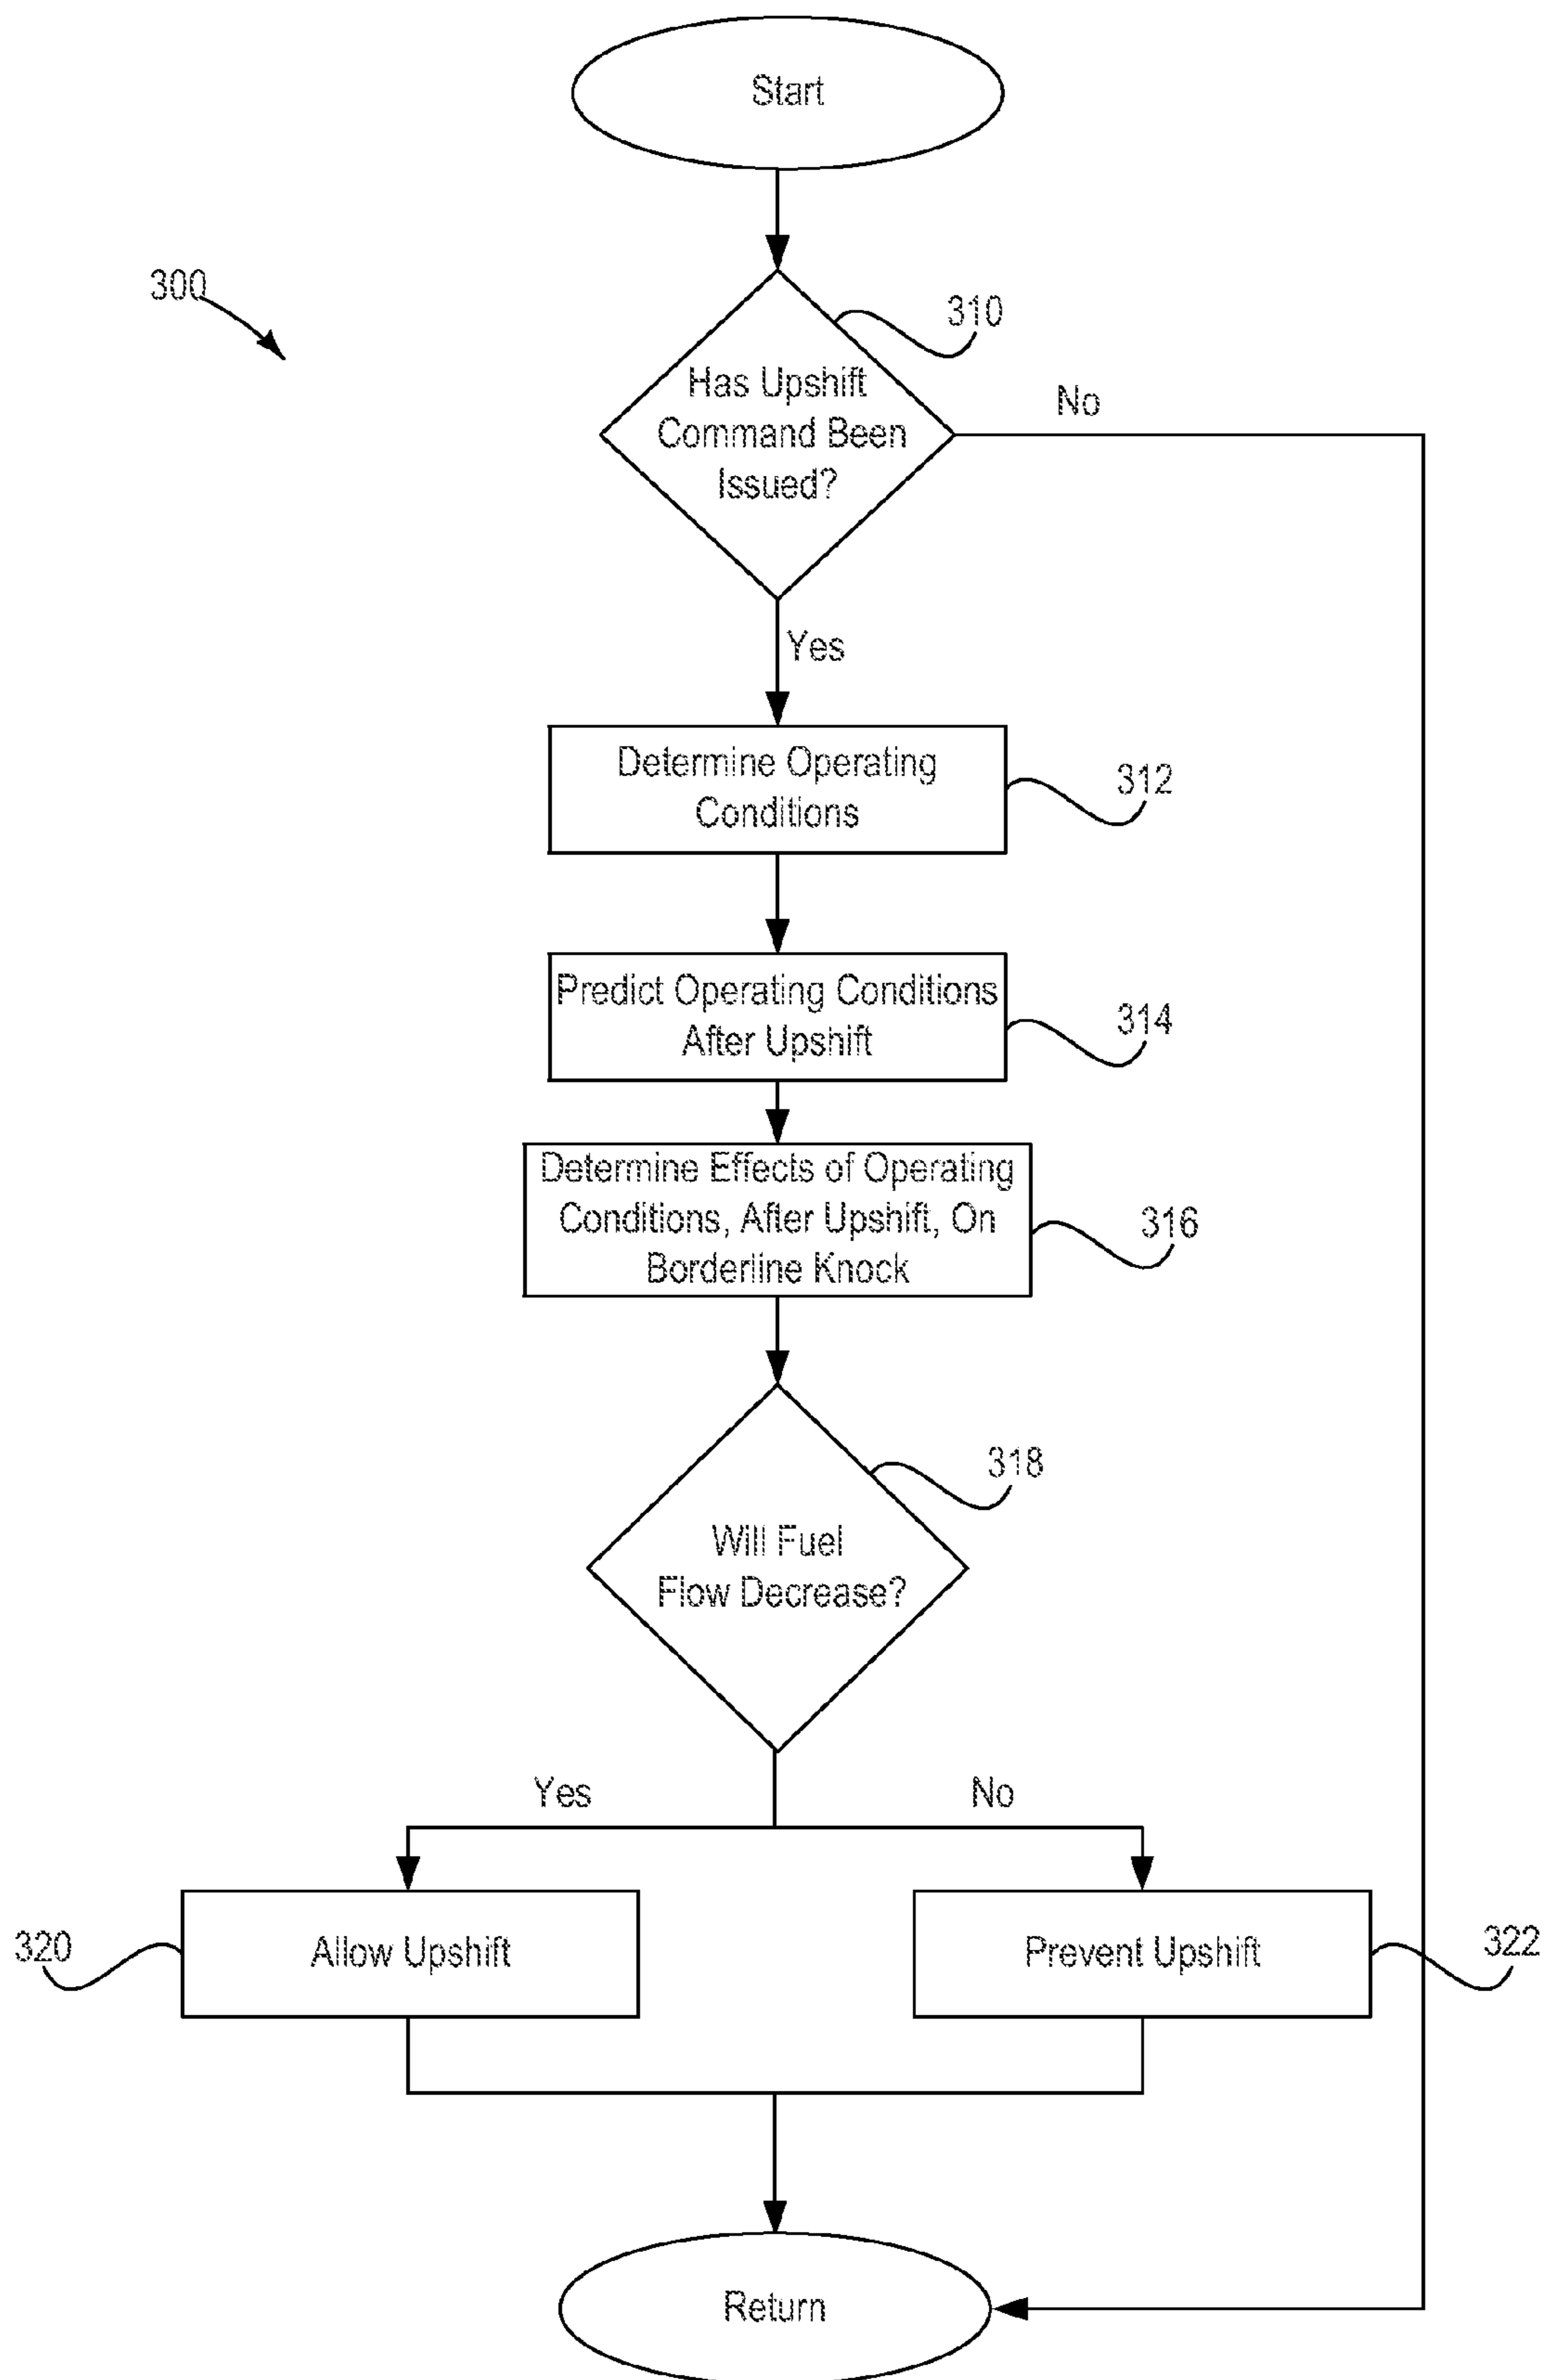 Start
300
310
Has Upshift
Command Been
Issued?
No
Yes
Determine Operating
Conditions
312
Predict Operating Conditions
After Upshift
314
Determine Effects of Operating
Conditions, After Upshift, On
Borderline Knock
316
318
Will Fuel
Flow Decrease?
Yes
No
320
Allow Upshift
Prevent Upshift
322
Return